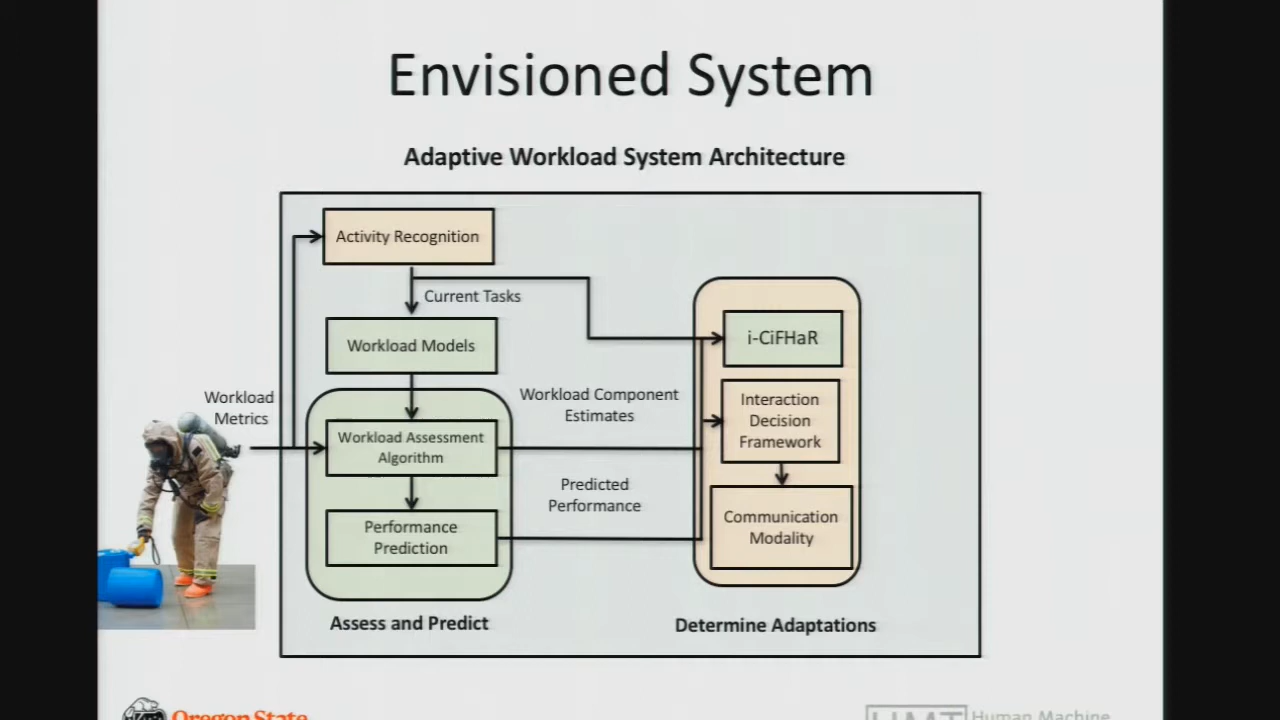 Envisioned System
Adaptive Workload System Architecture
Activity Recognition
Current Tasks
Workload Models
i-CiFHaR
Workload
Metrics
Workload Component
Estimates
Interaction
Decision
Framework
Workload Assessment
Algorithm
Predicted
Performance
Performance
Prediction
Communication
Modality
Assess and Predict
Determine Adaptations
Oregon State
HMT
Human Machine